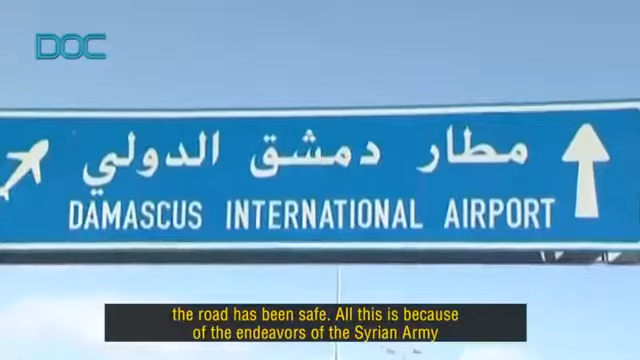 DOC
مطار دمشق الدولي
DAMASCUS INTERNATIONAL AIRPORT
the road has been safe. All this is because
of the endeavors of the Syrian Army